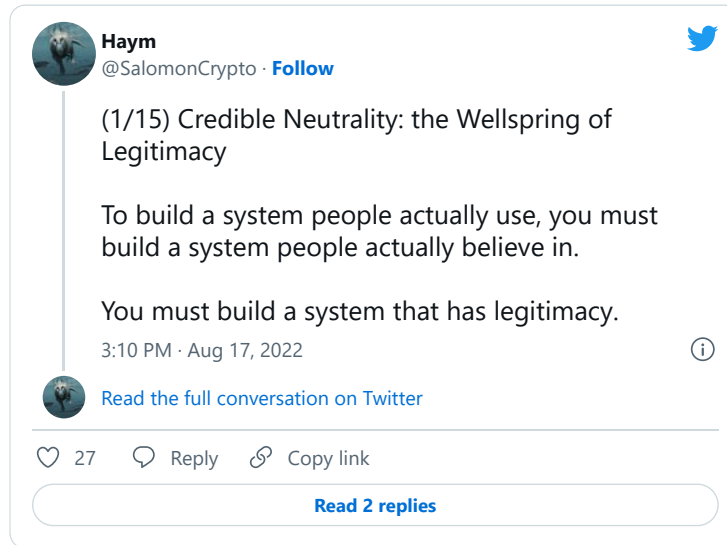 Haym
@SalomonCrypto · Follow
(1/15) Credible Neutrality: the Wellspring of
Legitimacy
To build a system people actually use, you must
build a system people actually believe in.
You must build a system that has legitimacy.
3:10 PM · Aug 17, 2022
Read the full conversation on Twitter
27 Reply Copy link
Read 2 replies